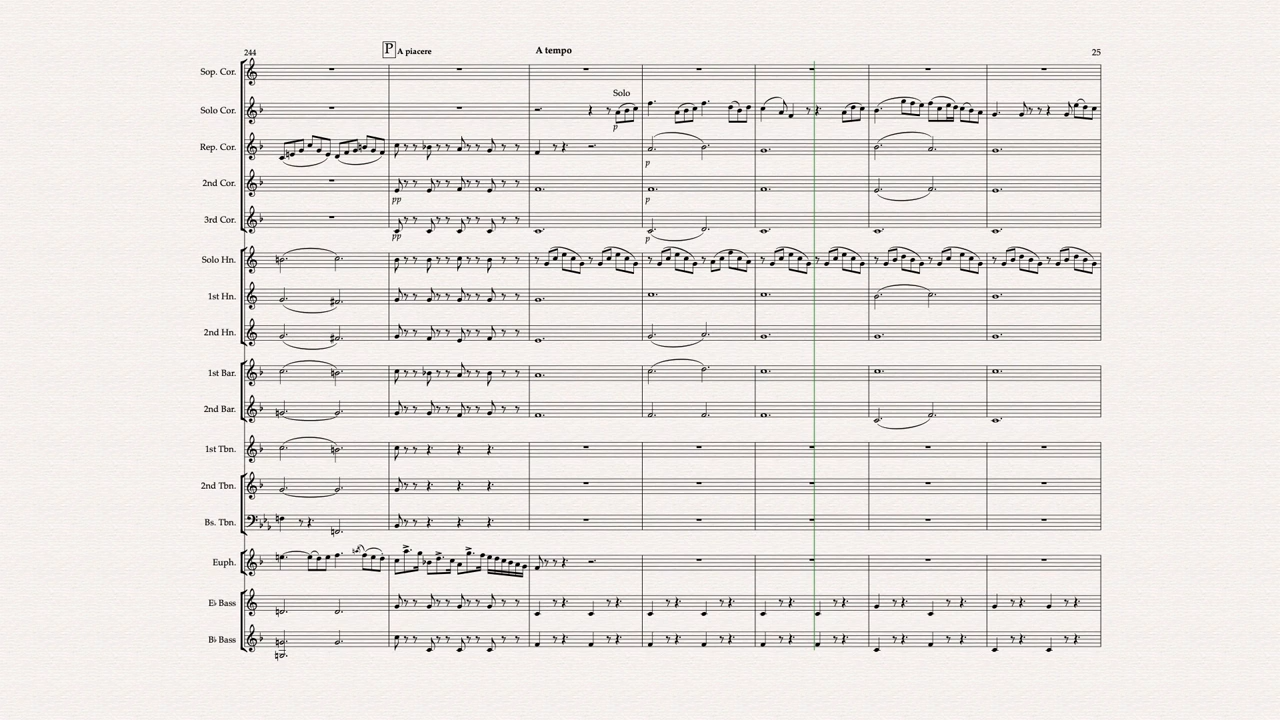 244 P A piacere A tempo 25
Sop. Cor.
Solo
Solo Cor.
p
Rep. Cor.
p
2nd Cor.
pp p
3rd Cor.
pp p
Solo Hn.
1st Hn.
2nd Hn.
1st Bar.
2nd Bar.
1st Tbn.
2nd Tbn.
Bs. Tbn.
Euph.
E♭ Bass
B♭ Bass